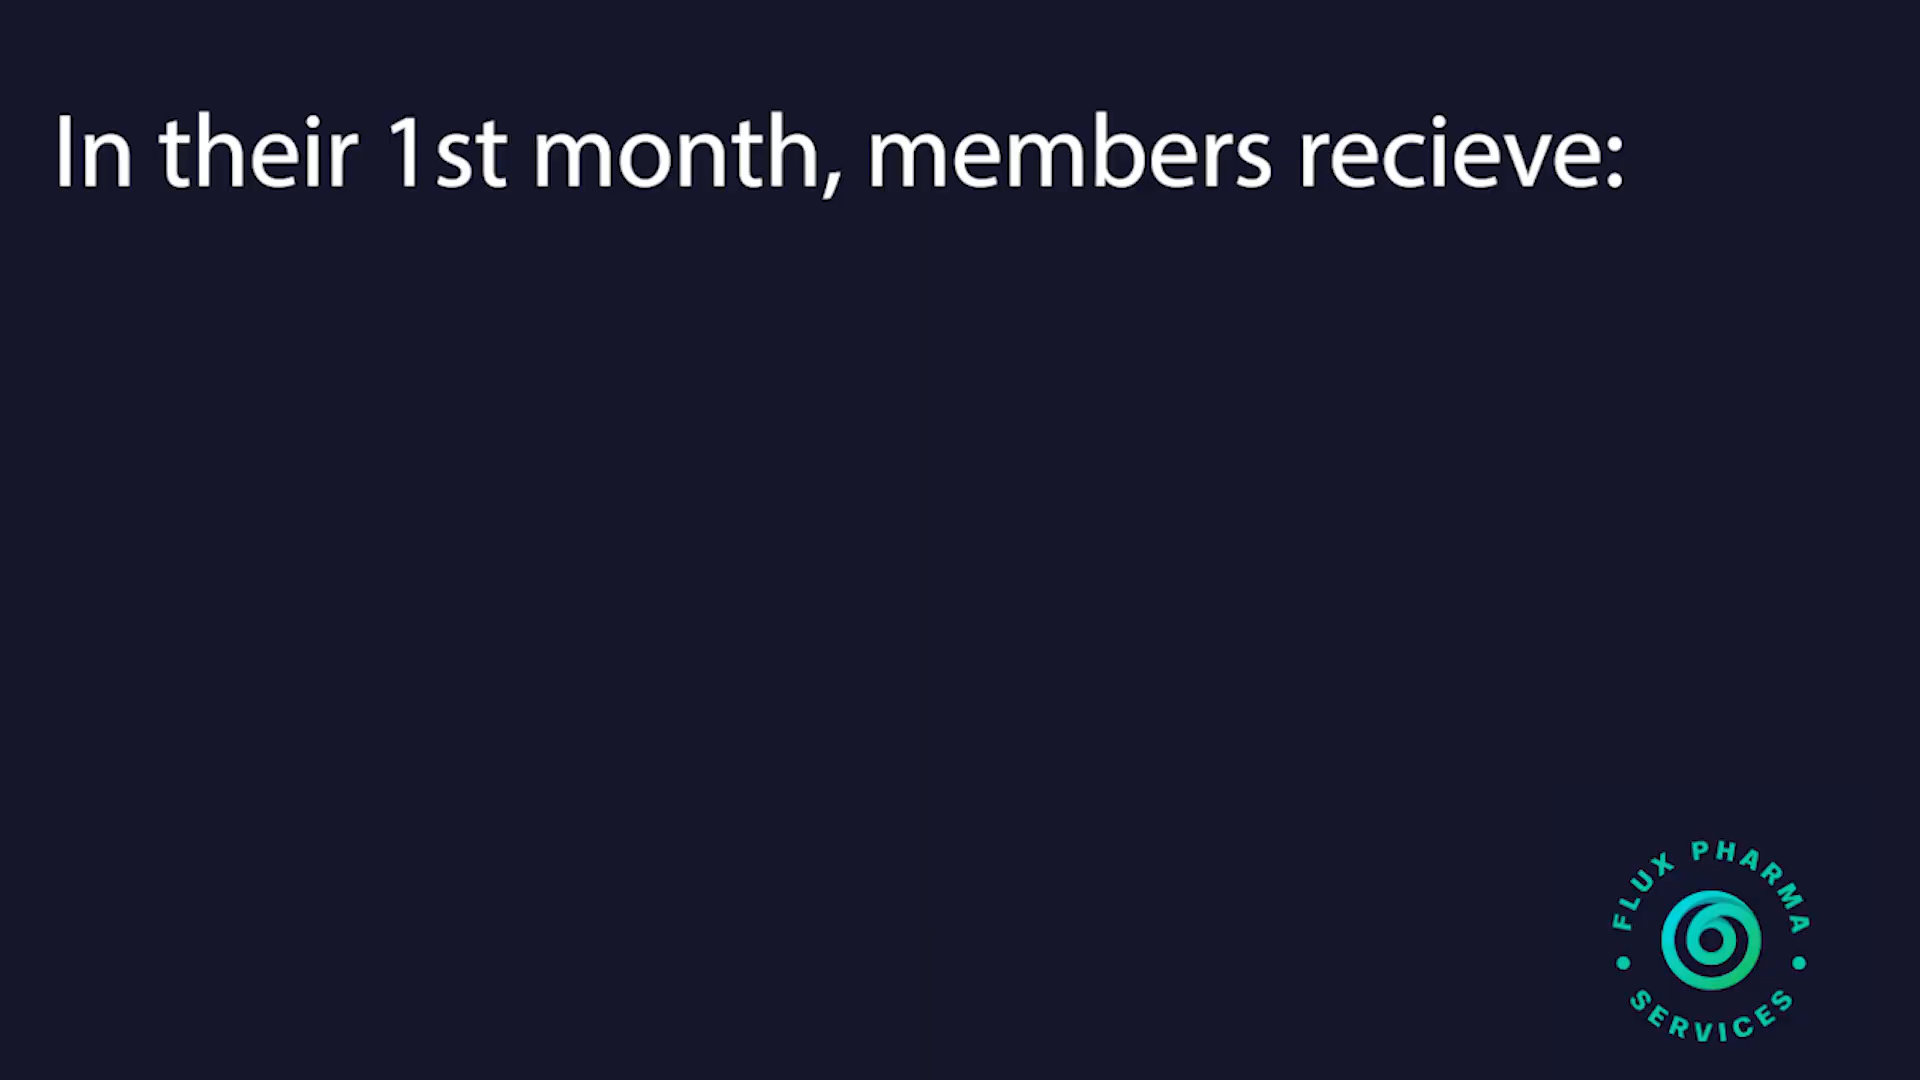 In their 1st month, members recieve:
FLUX PHARMA
SERVICES